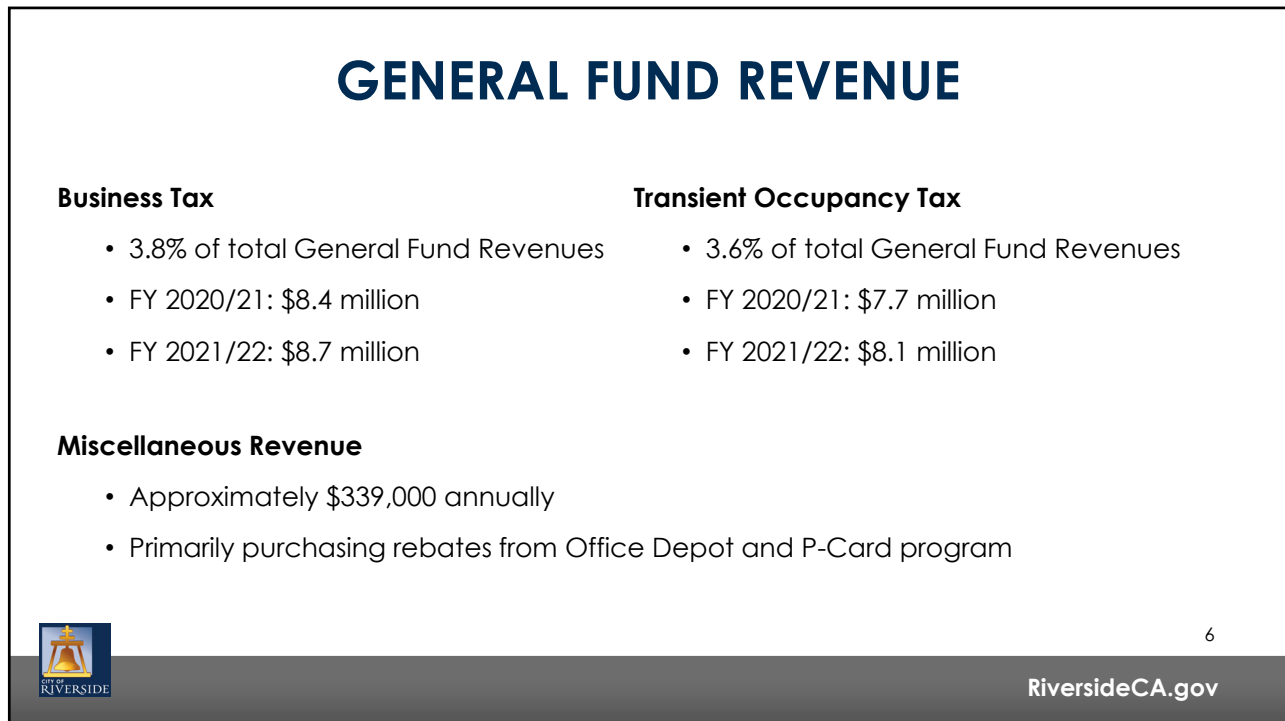 GENERAL FUND REVENUE
Business Tax
• 3.8% of total General Fund Revenues
• FY 2020/21: $8.4 million
• FY 2021/22: $8.7 million
Transient Occupancy Tax
• 3.6% of total General Fund Revenues
• FY 2020/21: $7.7 million
• FY 2021/22: $8.1 million
Miscellaneous Revenue
• Approximately $339,000 annually
• Primarily purchasing rebates from Office Depot and P-Card program
6
CITY OF
RIVERSIDE
RiversideCA.gov